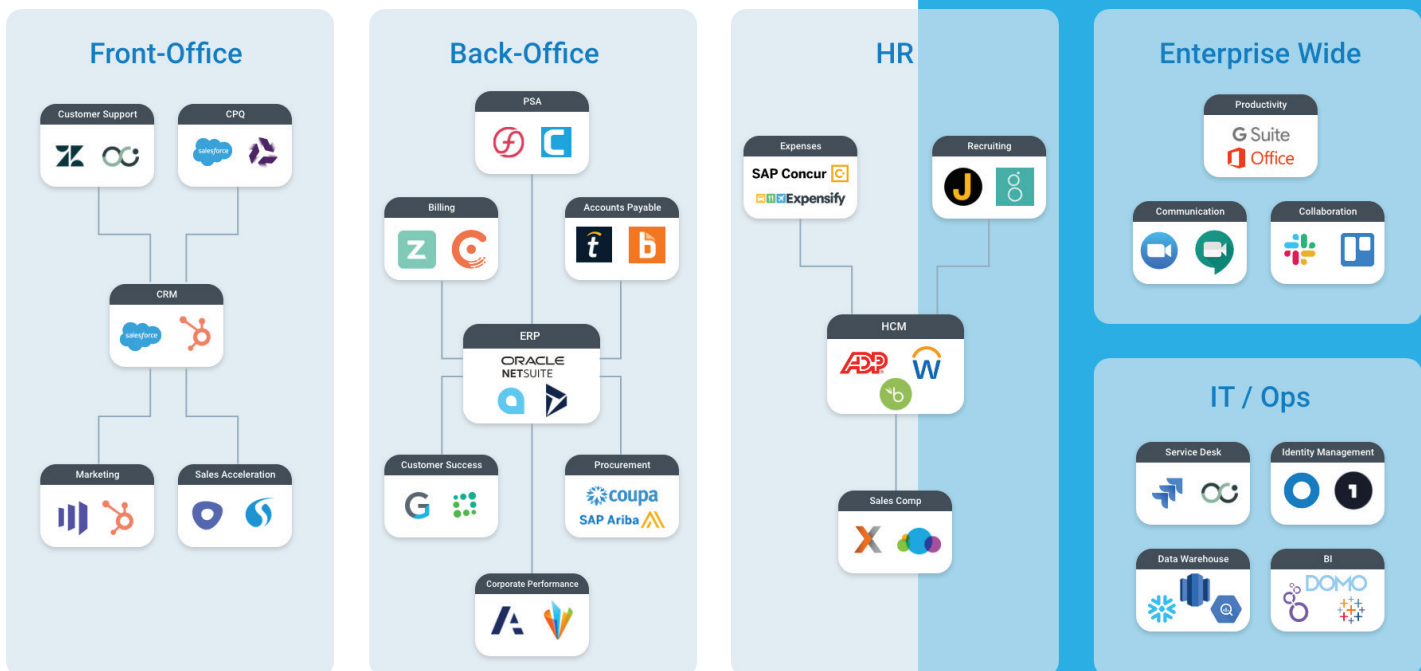 Front-Office
Customer Support
CPQ
salesforce
CRM
salesforce
Marketing
Sales Acceleration
Back-Office
PSA
Billing
Accounts Payable
ERP
ORACLE
NETSUITE
Customer Success
Procurement
coupa
SAP Ariba
Corporate Performance
HR
Expenses
SAP Concur
Expensify
Recruiting
J
HCM
ADP
Sales Comp
Enterprise Wide
Productivity
G Suite
Office
Communication
Collaboration
IT / Ops
Service Desk
Identity Management
1
Data Warehouse
BI
DOMO